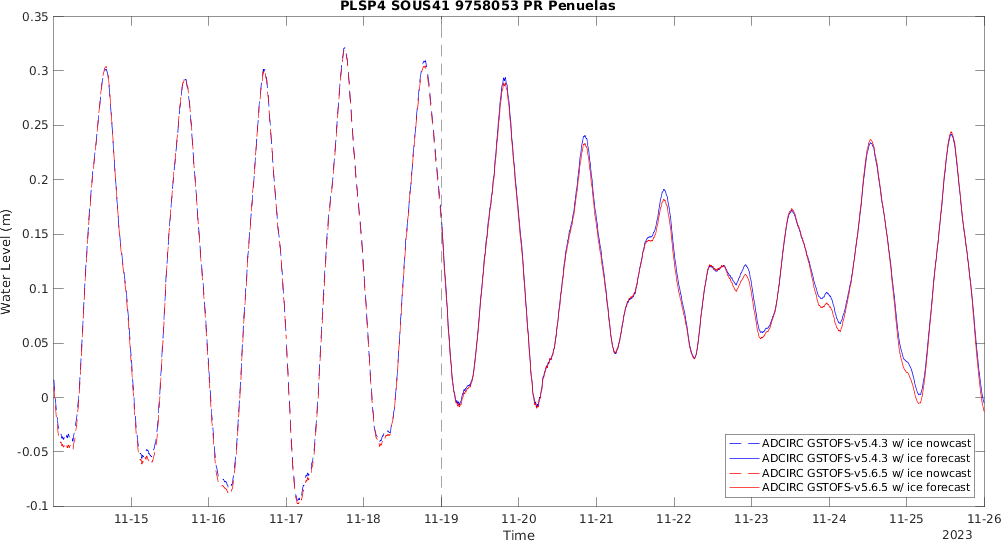 PLSP4 SOUS41 9758053 PR Penuelas
0.35
0.3
0.25
0.2
0.15
0.1
0.05
0
-0.05
-0.1
Water Level (m)
ADCIRC GSTOFS-v5.4.3 w/ ice nowcast
ADCIRC GSTOFS-v5.4.3 w/ ice forecast
ADCIRC GSTOFS-v5.6.5 w/ ice nowcast
ADCIRC GSTOFS-v5.6.5 w/ ice forecast
11-15 11-16 11-17 11-18 11-19 11-20 11-21 11-22 11-23 11-24 11-25 11-26
Time
2023